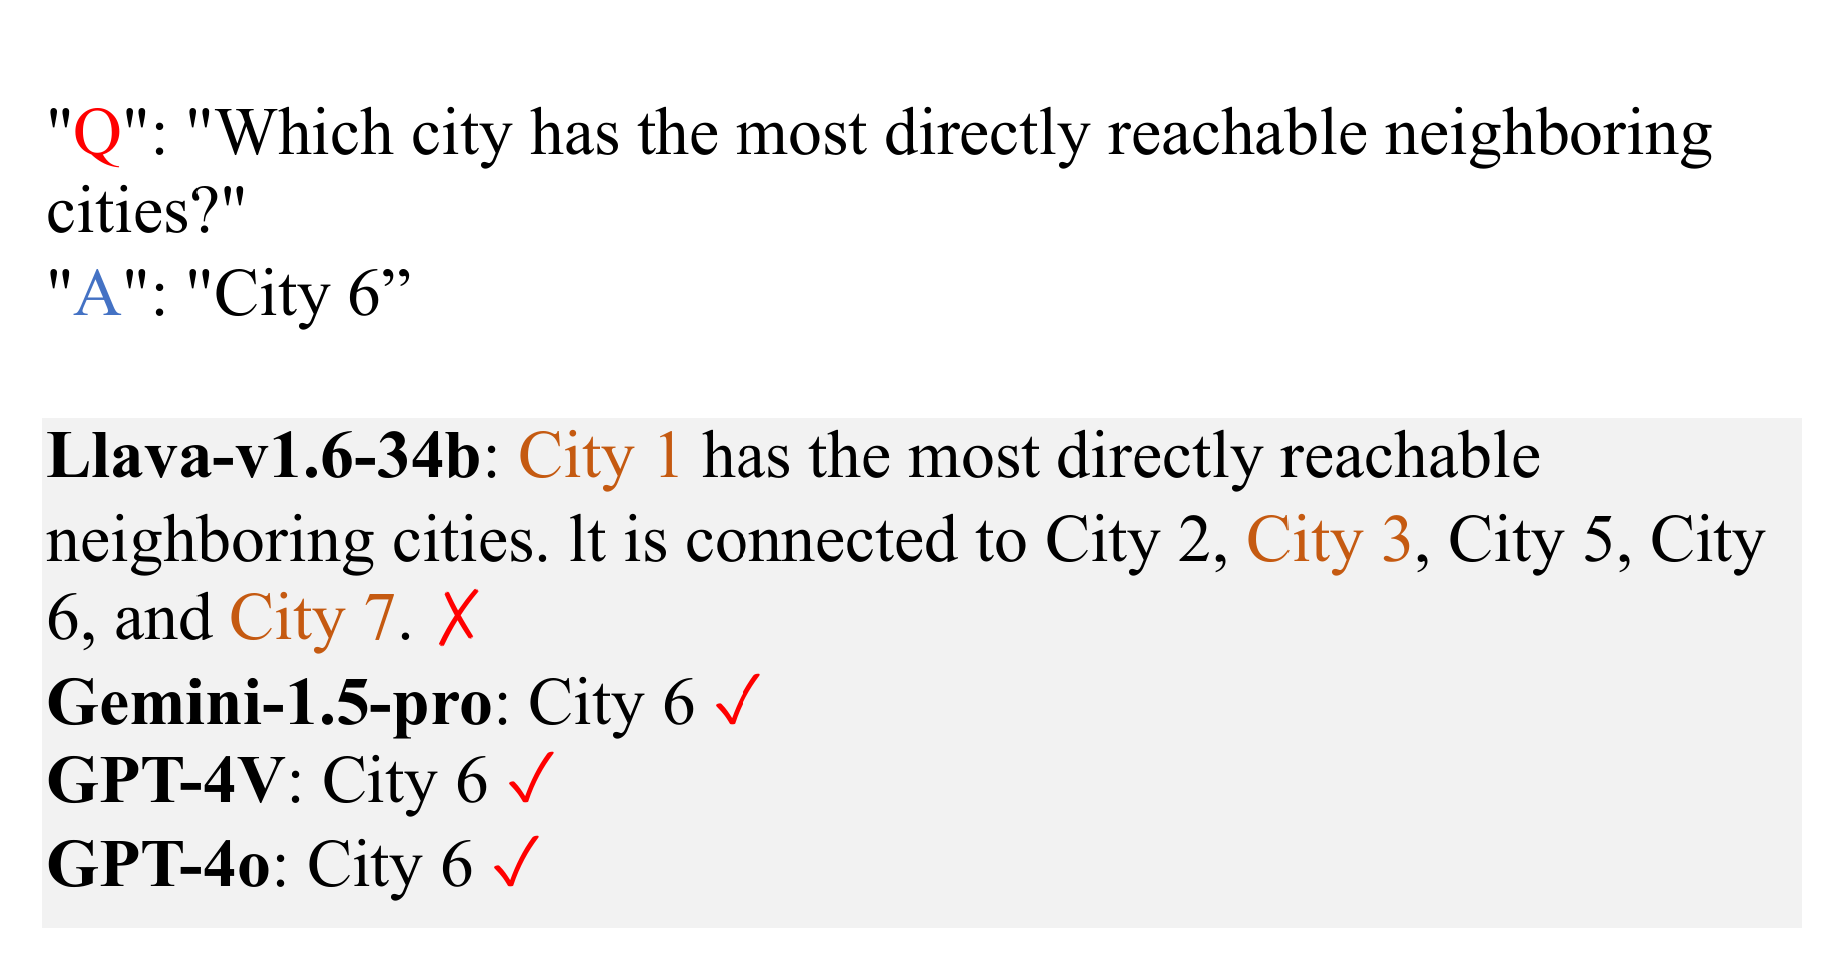 "Q": "Which city has the most directly reachable neighboring
cities?"
"A": "City 6”
Llava-v1.6-34b: City 1 has the most directly reachable
neighboring cities. lt is connected to City 2, City 3, City 5, City
6, and City 7. ✗
Gemini-1.5-pro: City 6 ✓
GPT-4V: City 6 ✓
GPT-4o: City 6 ✓